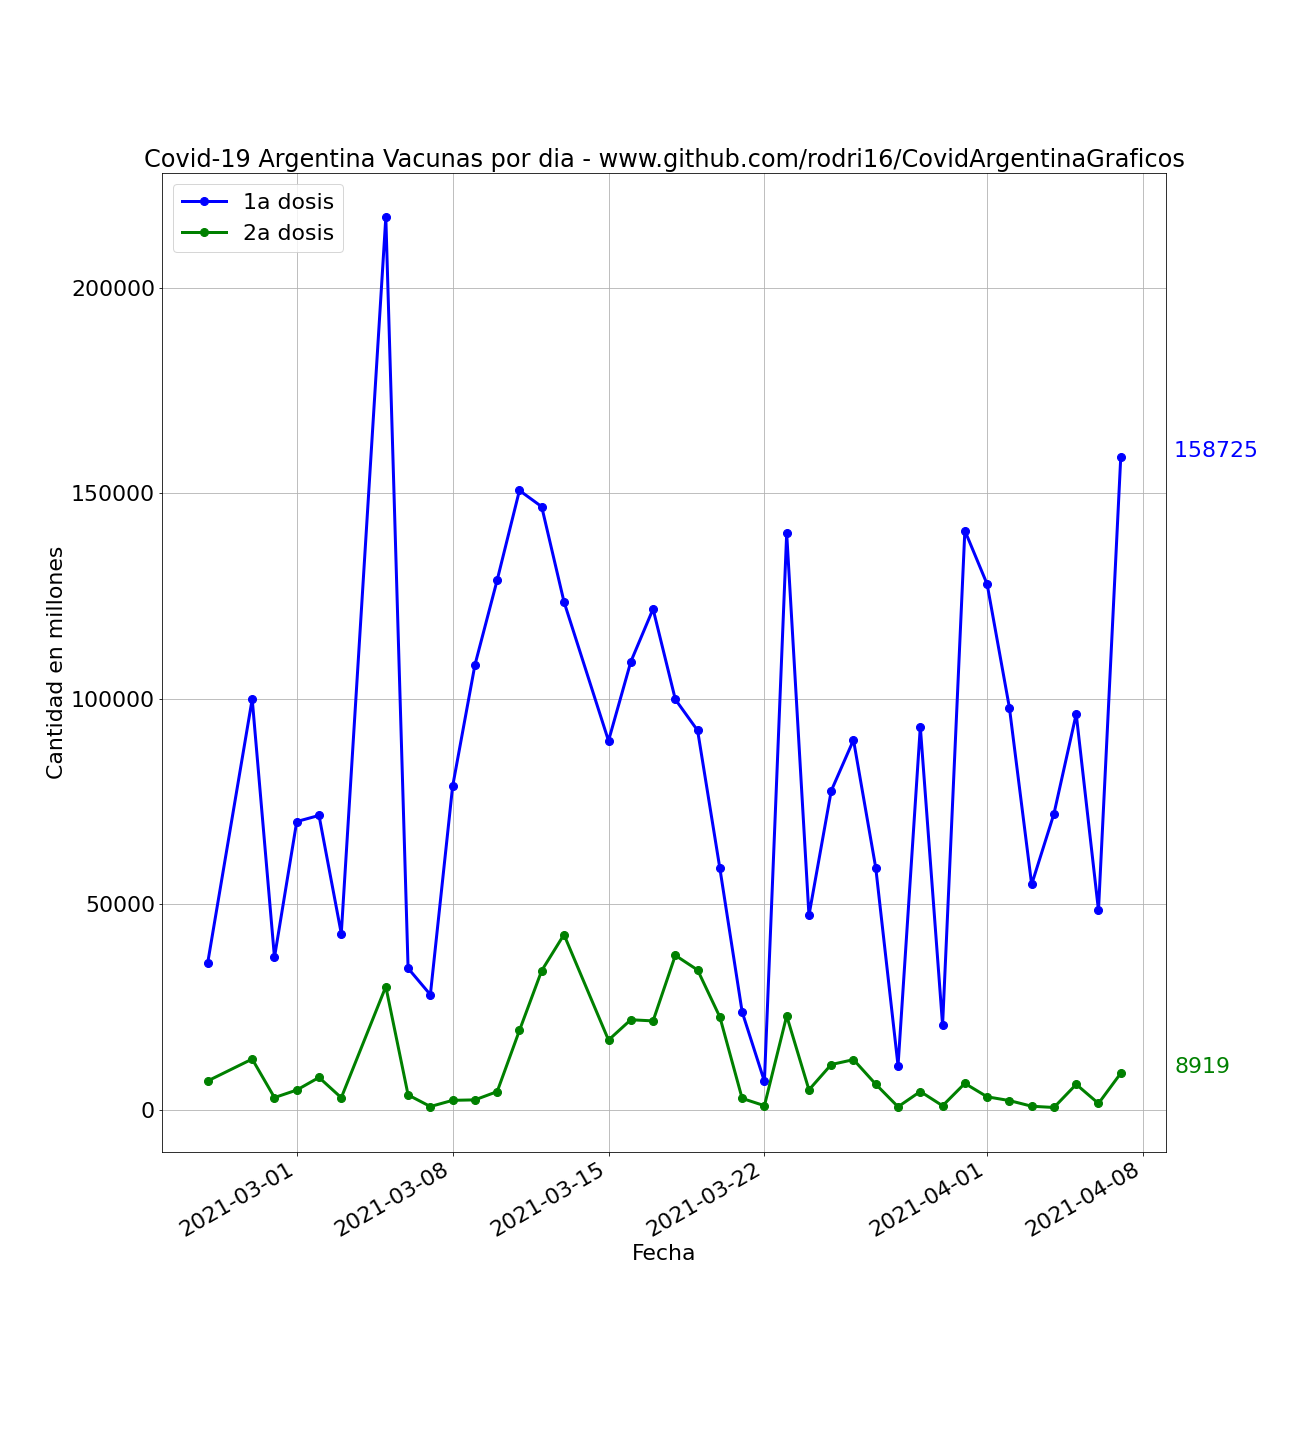 Covid-19 Argentina Vacunas por dia - www.github.com/rodri16/CovidArgentinaGraficos
1a dosis
2a dosis
200000
150000
100000
50000
0
Cantidad en millones
158725
8919
2021-03-01
2021-03-08
2021-03-15
2021-03-22
2021-04-01
2021-04-08
Fecha